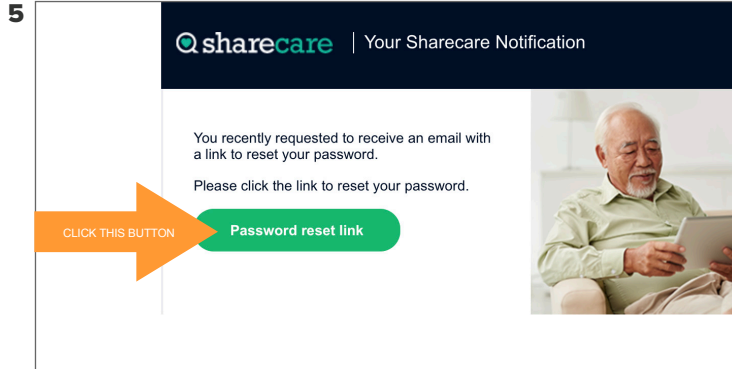 5
sharecare | Your Sharecare Notification
You recently requested to receive an email with
a link to reset your password.
Please click the link to reset your password.
CLICK THIS BUTTON
Password reset link